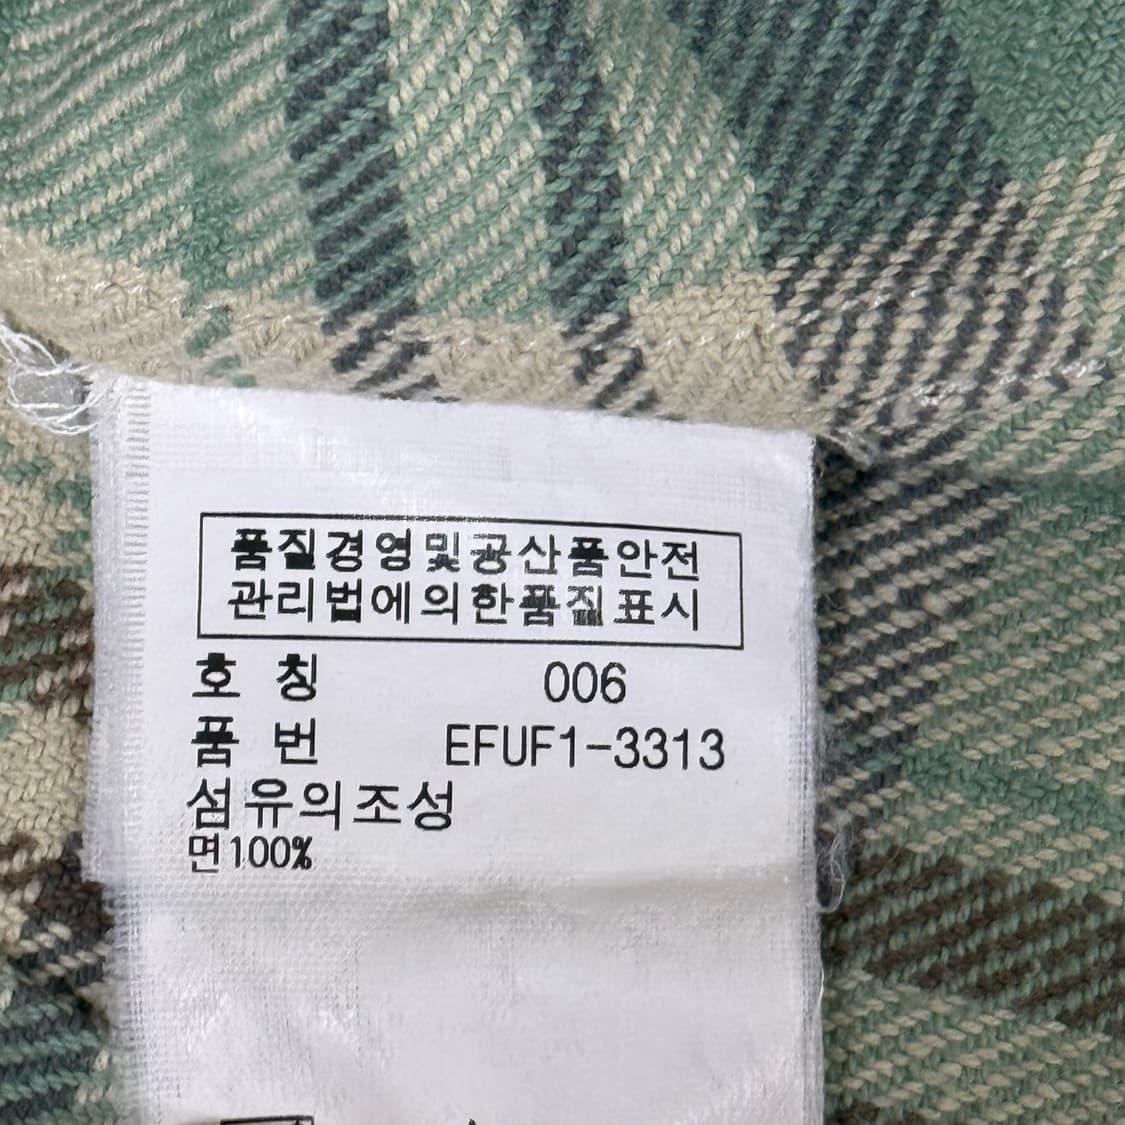 품질경영및공산품안전
관리법에의한품질표시
호 칭 006
품 번 EFUF1-3313
섬유의조성
면100%